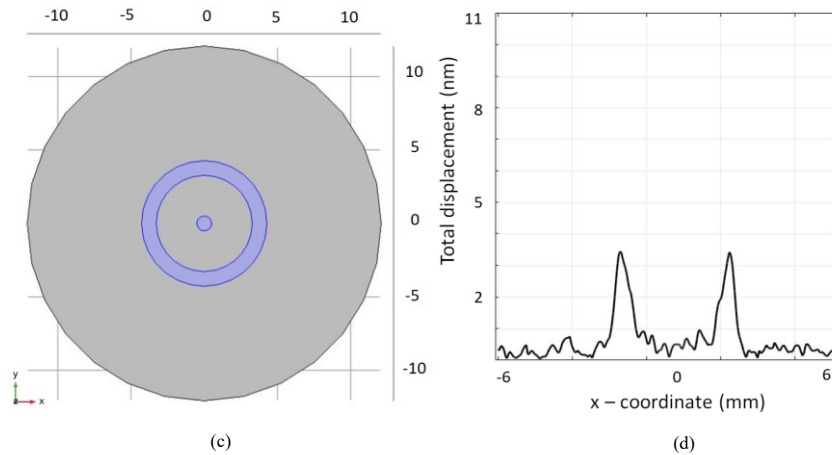 -10 -5 0 5 10
10
5
0
-5
-10
y
z x
(c)
Total displacement (nm)
11
8
5
2
-6 0 6
x – coordinate (mm)
(d)